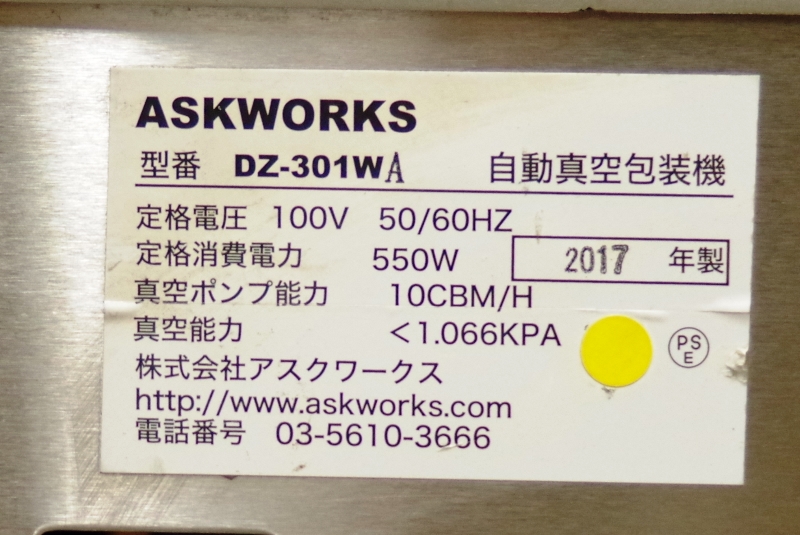 ASKWORKS
型番 DZ-301WA 自動真空包装機
定格電圧 100V 50/60HZ
定格消費電力 550W 2017 年製
真空ポンプ能力 10CBM/H
真空能力 <1.066KPA
PS
E
株式会社アスクワークス
http://www.askworks.com
電話番号 03-5610-3666